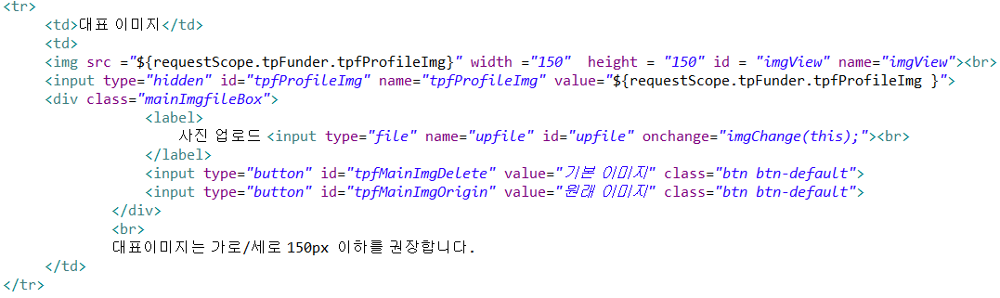 <tr>
<td>대표 이미지</td>
<td>
<img src ="${requestScope.tpFunder.tpfProfileImg}" width ="150"  height = "150" id = "imgView" name="imgView"><br>
<input type="hidden" id="tpfProfileImg" name="tpfProfileImg" value="${requestScope.tpFunder.tpfProfileImg }">
<div class="mainImgfileBox">
<label>
사진 업로드 <input type="file" name="upfile" id="upfile" onchange="imgChange(this);"><br>
</label>
<input type="button" id="tpfMainImgDelete" value="기본 이미지" class="btn btn-default">
<input type="button" id="tpfMainImgOrigin" value="원래 이미지" class="btn btn-default">
</div>
<br>
대표이미지는 가로/세로 150px 이하를 권장합니다.
</td>
</tr>